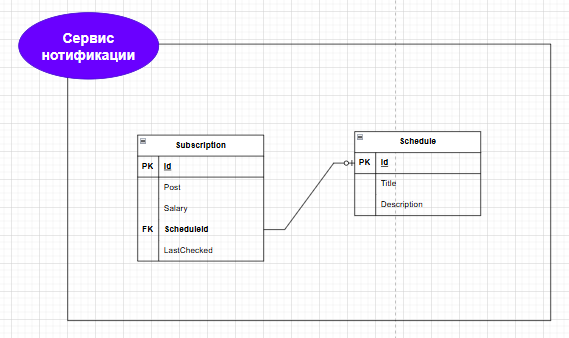 Сервис
нотификации
Subscription
PK Id
Post
Salary
FK ScheduleId
LastChecked
Schedule
PK Id
Title
Description